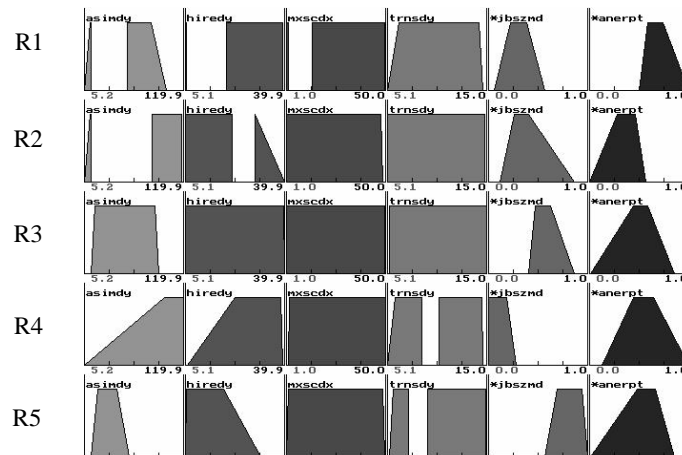 R1 asimdy hiredy mxscdx trnsdy *jbszmd *anerpt
5.2 119.9 5.1 39.9 1.0 50.0 5.1 15.0 0.0 1.0 0.0 1.0
R2 asimdy hiredy mxscdx trnsdy *jbszmd *anerpt
5.2 119.9 5.1 39.9 1.0 50.0 5.1 15.0 0.0 1.0 0.0 1.0
R3 asimdy hiredy mxscdx trnsdy *jbszmd *anerpt
5.2 119.9 5.1 39.9 1.0 50.0 5.1 15.0 0.0 1.0 0.0 1.0
R4 asimdy hiredy mxscdx trnsdy *jbszmd *anerpt
5.2 119.9 5.1 39.9 1.0 50.0 5.1 15.0 0.0 1.0 0.0 1.0
R5 asimdy hiredy mxscdx trnsdy *jbszmd *anerpt